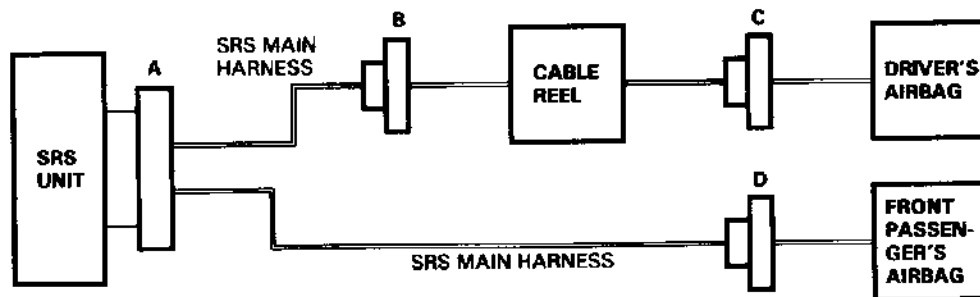 SRS UNIT
A
SRS MAIN
HARNESS
B
CABLE
REEL
C
DRIVER'S
AIRBAG
SRS MAIN HARNESS
D
FRONT
PASSEN-
GER'S
AIRBAG